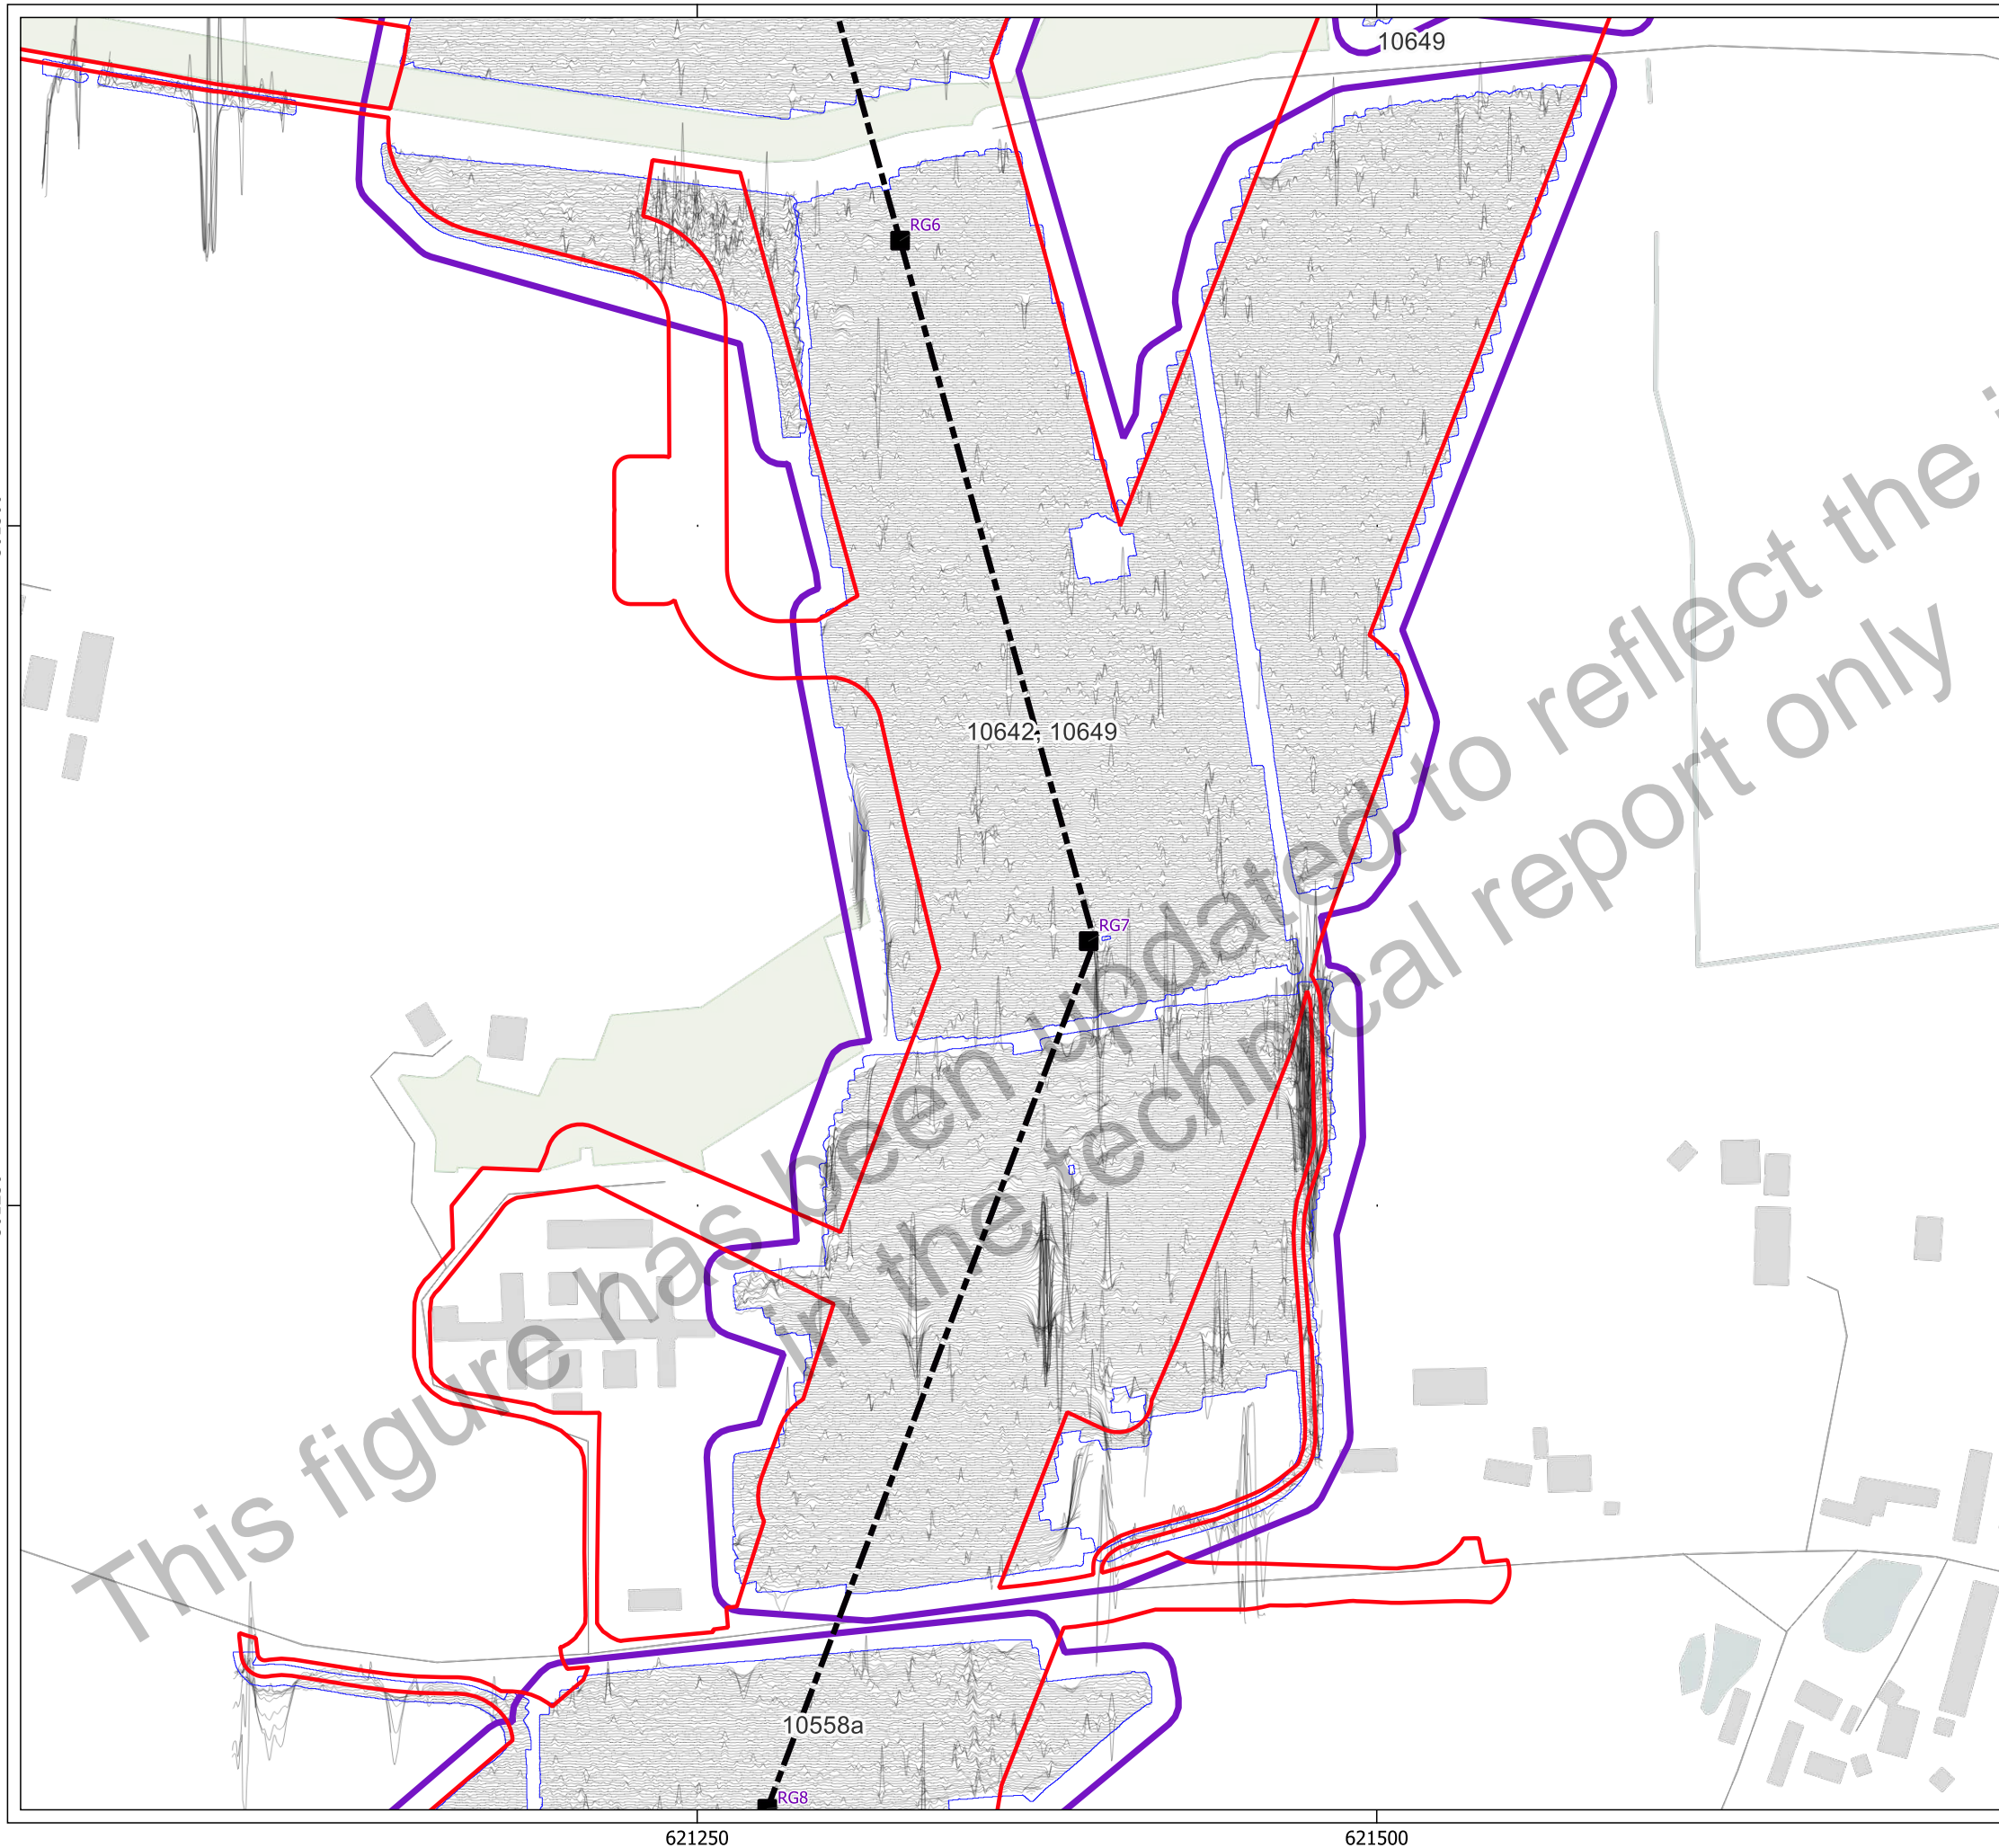 10649
RG6
10642, 10649
RG7
This figure has been updated to reflect the
in the technical report only
10558a
RG8
621250
621500